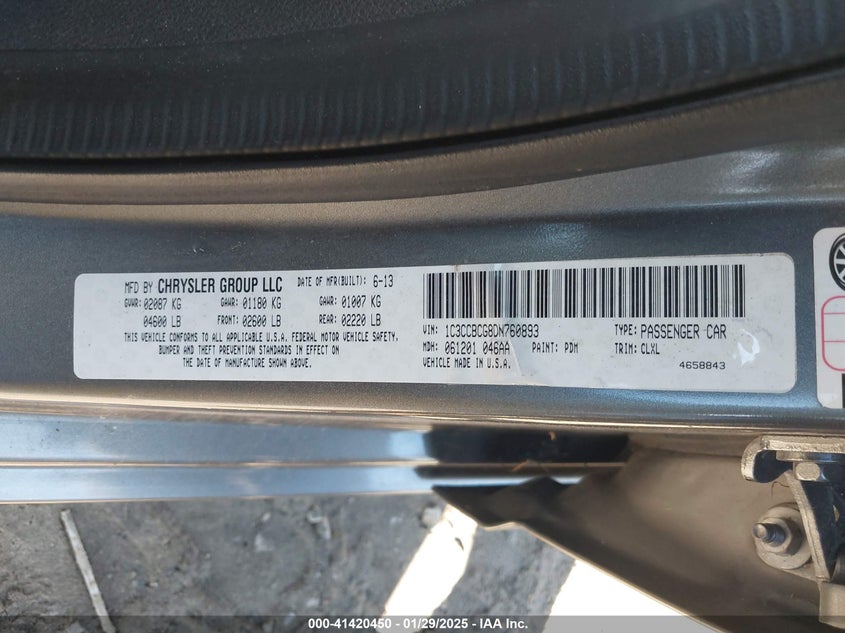 MFD BY CHRYSLER GROUP LLC DATE OF MFR(BUILT): 6-13
GVWR: 02087 KG GAWR: 01180 KG GAWR: 01007 KG
04600 LB FRONT: 02600 LB REAR: 02220 LB
THIS VEHICLE CONFORMS TO ALL APPLICABLE U.S.A. FEDERAL MOTOR VEHICLE SAFETY,
BUMPER AND THEFT PREVENTION STANDARDS IN EFFECT ON
THE DATE OF MANUFACTURE SHOWN ABOVE.
VIN: 1C3CCBCG8DN760893 TYPE: PASSENGER CAR
MDH: 061201 046AA PAINT: PDM TRIM: CLXL
VEHICLE MADE IN U.S.A. 4658843
000-41420450 - 01/29/2025 - IAA Inc.